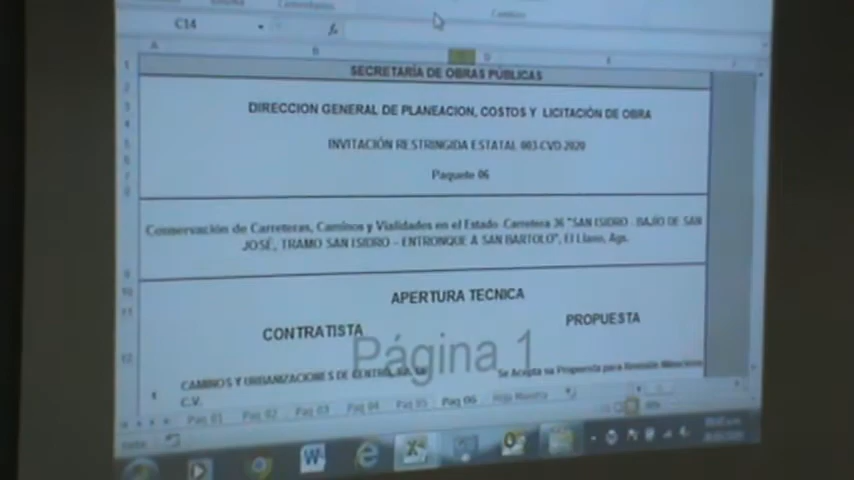 C14
SECRETARÍA DE OBRAS PÚBLICAS
DIRECCION GENERAL DE PLANEACION, COSTOS Y LICITACIÓN DE OBRA
INVITACIÓN RESTRINGIDA ESTATAL 003-CVD-2020
Paquete 06
Conservación de Carreteras, Caminos y Vialidades en el Estado. Carretera 36 "SAN ISIDRO - BAJÍO DE SAN
JOSÉ, TRAMO SAN ISIDRO - ENTRONQUE A SAN BARTOLO", El Llano, Ags.
APERTURA TECNICA
CONTRATISTA
PROPUESTA
Página 1
CAMINOS Y URBANIZACIONES DE CENTRO, SA DE
C.V.
Se Acepta su Propuesta para Revisión
Paq 01 Paq 02 Paq 03 Paq 04 Paq 05 Paq 06 Hoja Muestra